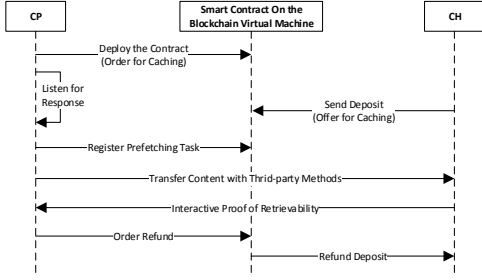 CP
Smart Contract On the
Blockchain Virtual Machine
CH
Deploy the Contract
(Order for Caching)
Listen for
Response
Send Deposit
(Offer for Caching)
Register Prefetching Task
Transfer Content with Thrid-party Methods
Interactive Proof of Retrievability
Order Refund
Refund Deposit